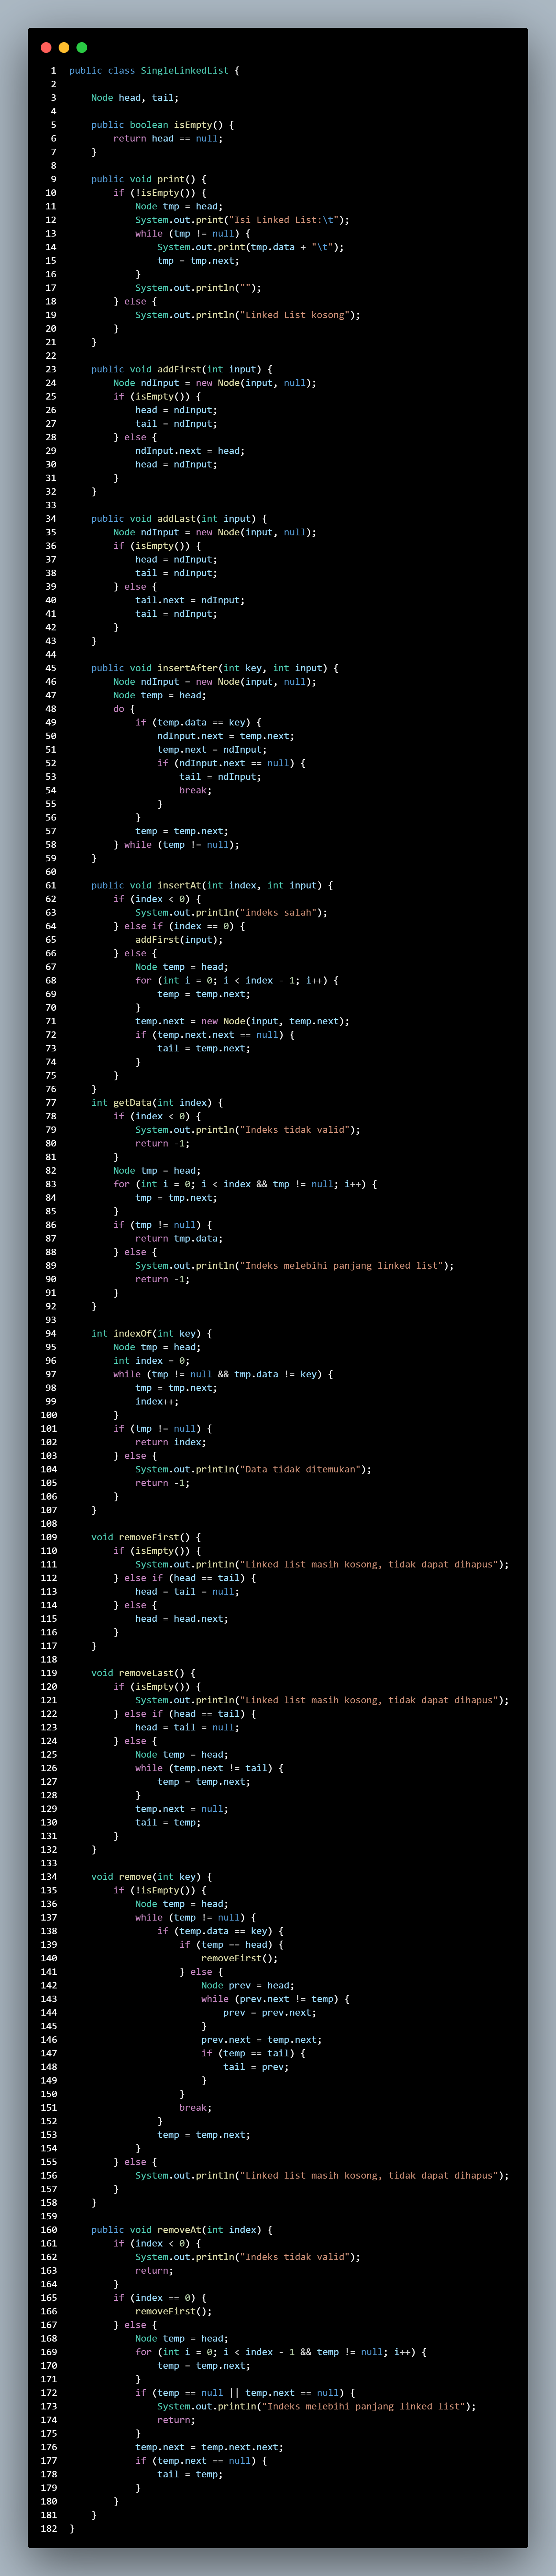 1 public class SingleLinkedList {
2
3     Node head, tail;
4
5     public boolean isEmpty() {
6         return head == null;
7     }
8
9     public void print() {
10         if (!isEmpty()) {
11             Node tmp = head;
12             System.out.print("Isi Linked List:\t");
13             while (tmp != null) {
14                 System.out.print(tmp.data + "\t");
15                 tmp = tmp.next;
16             }
17             System.out.println("");
18         } else {
19             System.out.println("Linked List kosong");
20         }
21     }
22
23     public void addFirst(int input) {
24         Node ndInput = new Node(input, null);
25         if (isEmpty()) {
26             head = ndInput;
27             tail = ndInput;
28         } else {
29             ndInput.next = head;
30             head = ndInput;
31         }
32     }
33
34     public void addLast(int input) {
35         Node ndInput = new Node(input, null);
36         if (isEmpty()) {
37             head = ndInput;
38             tail = ndInput;
39         } else {
40             tail.next = ndInput;
41             tail = ndInput;
42         }
43     }
44
45     public void insertAfter(int key, int input) {
46         Node ndInput = new Node(input, null);
47         Node temp = head;
48         do {
49             if (temp.data == key) {
50                 ndInput.next = temp.next;
51                 temp.next = ndInput;
52                 if (ndInput.next == null) {
53                     tail = ndInput;
54                     break;
55                 }
56             }
57             temp = temp.next;
58         } while (temp != null);
59     }
60
61     public void insertAt(int index, int input) {
62         if (index < 0) {
63             System.out.println("indeks salah");
64         } else if (index == 0) {
65             addFirst(input);
66         } else {
67             Node temp = head;
68             for (int i = 0; i < index - 1; i++) {
69                 temp = temp.next;
70             }
71             temp.next = new Node(input, temp.next);
72             if (temp.next.next == null) {
73                 tail = temp.next;
74             }
75         }
76     }
77     int getData(int index) {
78         if (index < 0) {
79             System.out.println("Indeks tidak valid");
80             return -1;
81         }
82         Node tmp = head;
83         for (int i = 0; i < index && tmp != null; i++) {
84             tmp = tmp.next;
85         }
86         if (tmp != null) {
87             return tmp.data;
88         } else {
89             System.out.println("Indeks melebihi panjang linked list");
90             return -1;
91         }
92     }
93
94     int indexOf(int key) {
95         Node tmp = head;
96         int index = 0;
97         while (tmp != null && tmp.data != key) {
98             tmp = tmp.next;
99             index++;
100         }
101         if (tmp != null) {
102             return index;
103         } else {
104             System.out.println("Data tidak ditemukan");
105             return -1;
106         }
107     }
108
109     void removeFirst() {
110         if (isEmpty()) {
111             System.out.println("Linked list masih kosong, tidak dapat dihapus");
112         } else if (head == tail) {
113             head = tail = null;
114         } else {
115             head = head.next;
116         }
117     }
118
119     void removeLast() {
120         if (isEmpty()) {
121             System.out.println("Linked list masih kosong, tidak dapat dihapus");
122         } else if (head == tail) {
123             head = tail = null;
124         } else {
125             Node temp = head;
126             while (temp.next != tail) {
127                 temp = temp.next;
128             }
129             temp.next = null;
130             tail = temp;
131         }
132     }
133
134     void remove(int key) {
135         if (!isEmpty()) {
136             Node temp = head;
137             while (temp != null) {
138                 if (temp.data == key) {
139                     if (temp == head) {
140                         removeFirst();
141                     } else {
142                         Node prev = head;
143                         while (prev.next != temp) {
144                             prev = prev.next;
145                         }
146                         prev.next = temp.next;
147                         if (temp == tail) {
148                             tail = prev;
149                         }
150                     }
151                     break;
152                 }
153                 temp = temp.next;
154             }
155         } else {
156             System.out.println("Linked list masih kosong, tidak dapat dihapus");
157         }
158     }
159
160     public void removeAt(int index) {
161         if (index < 0) {
162             System.out.println("Indeks tidak valid");
163             return;
164         }
165         if (index == 0) {
166             removeFirst();
167         } else {
168             Node temp = head;
169             for (int i = 0; i < index - 1 && temp != null; i++) {
170                 temp = temp.next;
171             }
172             if (temp == null || temp.next == null) {
173                 System.out.println("Indeks melebihi panjang linked list");
174                 return;
175             }
176             temp.next = temp.next.next;
177             if (temp.next == null) {
178                 tail = temp;
179             }
180         }
181     }
182 }